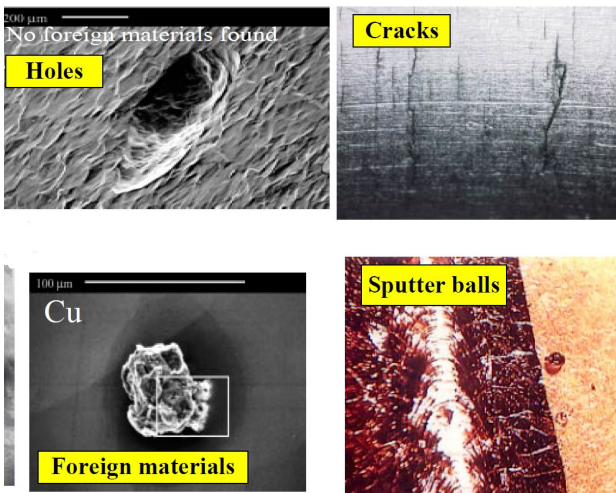 200 μm
No foreign materials found
Holes
Cracks
100 μm
Cu
Foreign materials
Sputter balls